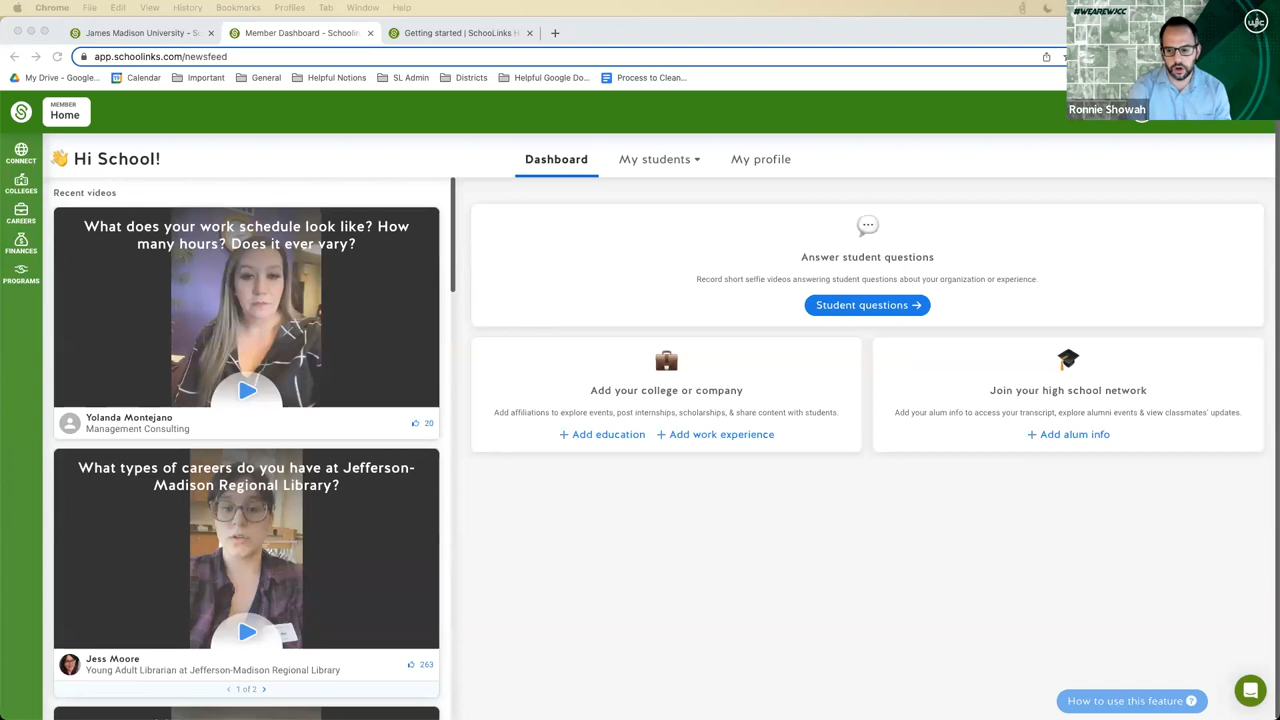 Chrome File Edit View History Bookmarks Profiles Tab Window Help
James Madison University - Sc
Member Dashboard - Schoolin
Getting started | SchooLinks H
app.schoolinks.com/newsfeed
My Drive - Google...
Calendar
Important
General
Helpful Notions
SL Admin
Districts
Helpful Google Do...
Process to Clean...
#WEAREWJCC
wjcc
Ronnie Showah
MEMBER
Home
CONNECT
COLLEGES
CAREERS
FINANCES
PROGRAMS
Hi School!
Dashboard
My students
My profile
Recent videos
What does your work schedule look like? How
many hours? Does it ever vary?
Yolanda Montejano
Management Consulting
20
What types of careers do you have at Jefferson-
Madison Regional Library?
Jess Moore
Young Adult Librarian at Jefferson-Madison Regional Library
263
1 of 2
Answer student questions
Record short selfie videos answering student questions about your organization or experience.
Student questions →
Add your college or company
Add affiliations to explore events, post internships, scholarships, & share content with students.
+ Add education
+ Add work experience
Join your high school network
Add your alum info to access your transcript, explore alumni events & view classmates' updates.
+ Add alum info
How to use this feature ?